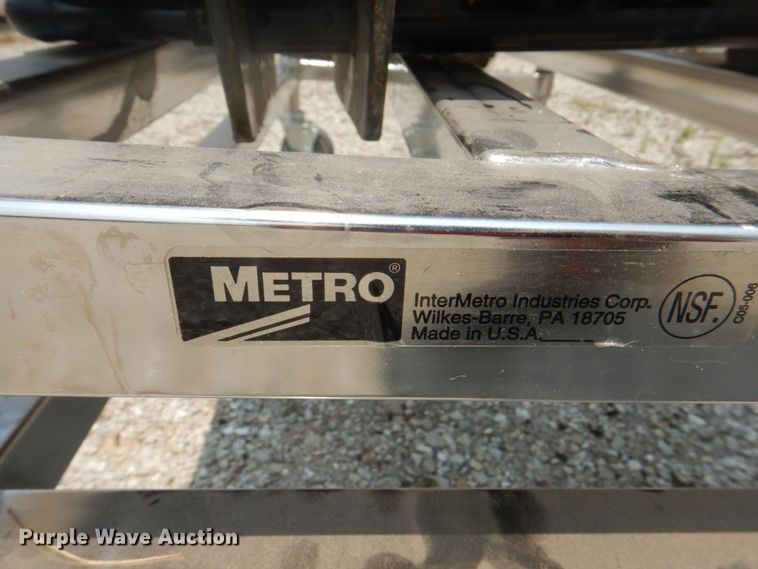 METRO®
InterMetro Industries Corp.
Wilkes-Barre, PA 18705
Made in U.S.A.
NSF.
C05-006
Purple Wave Auction